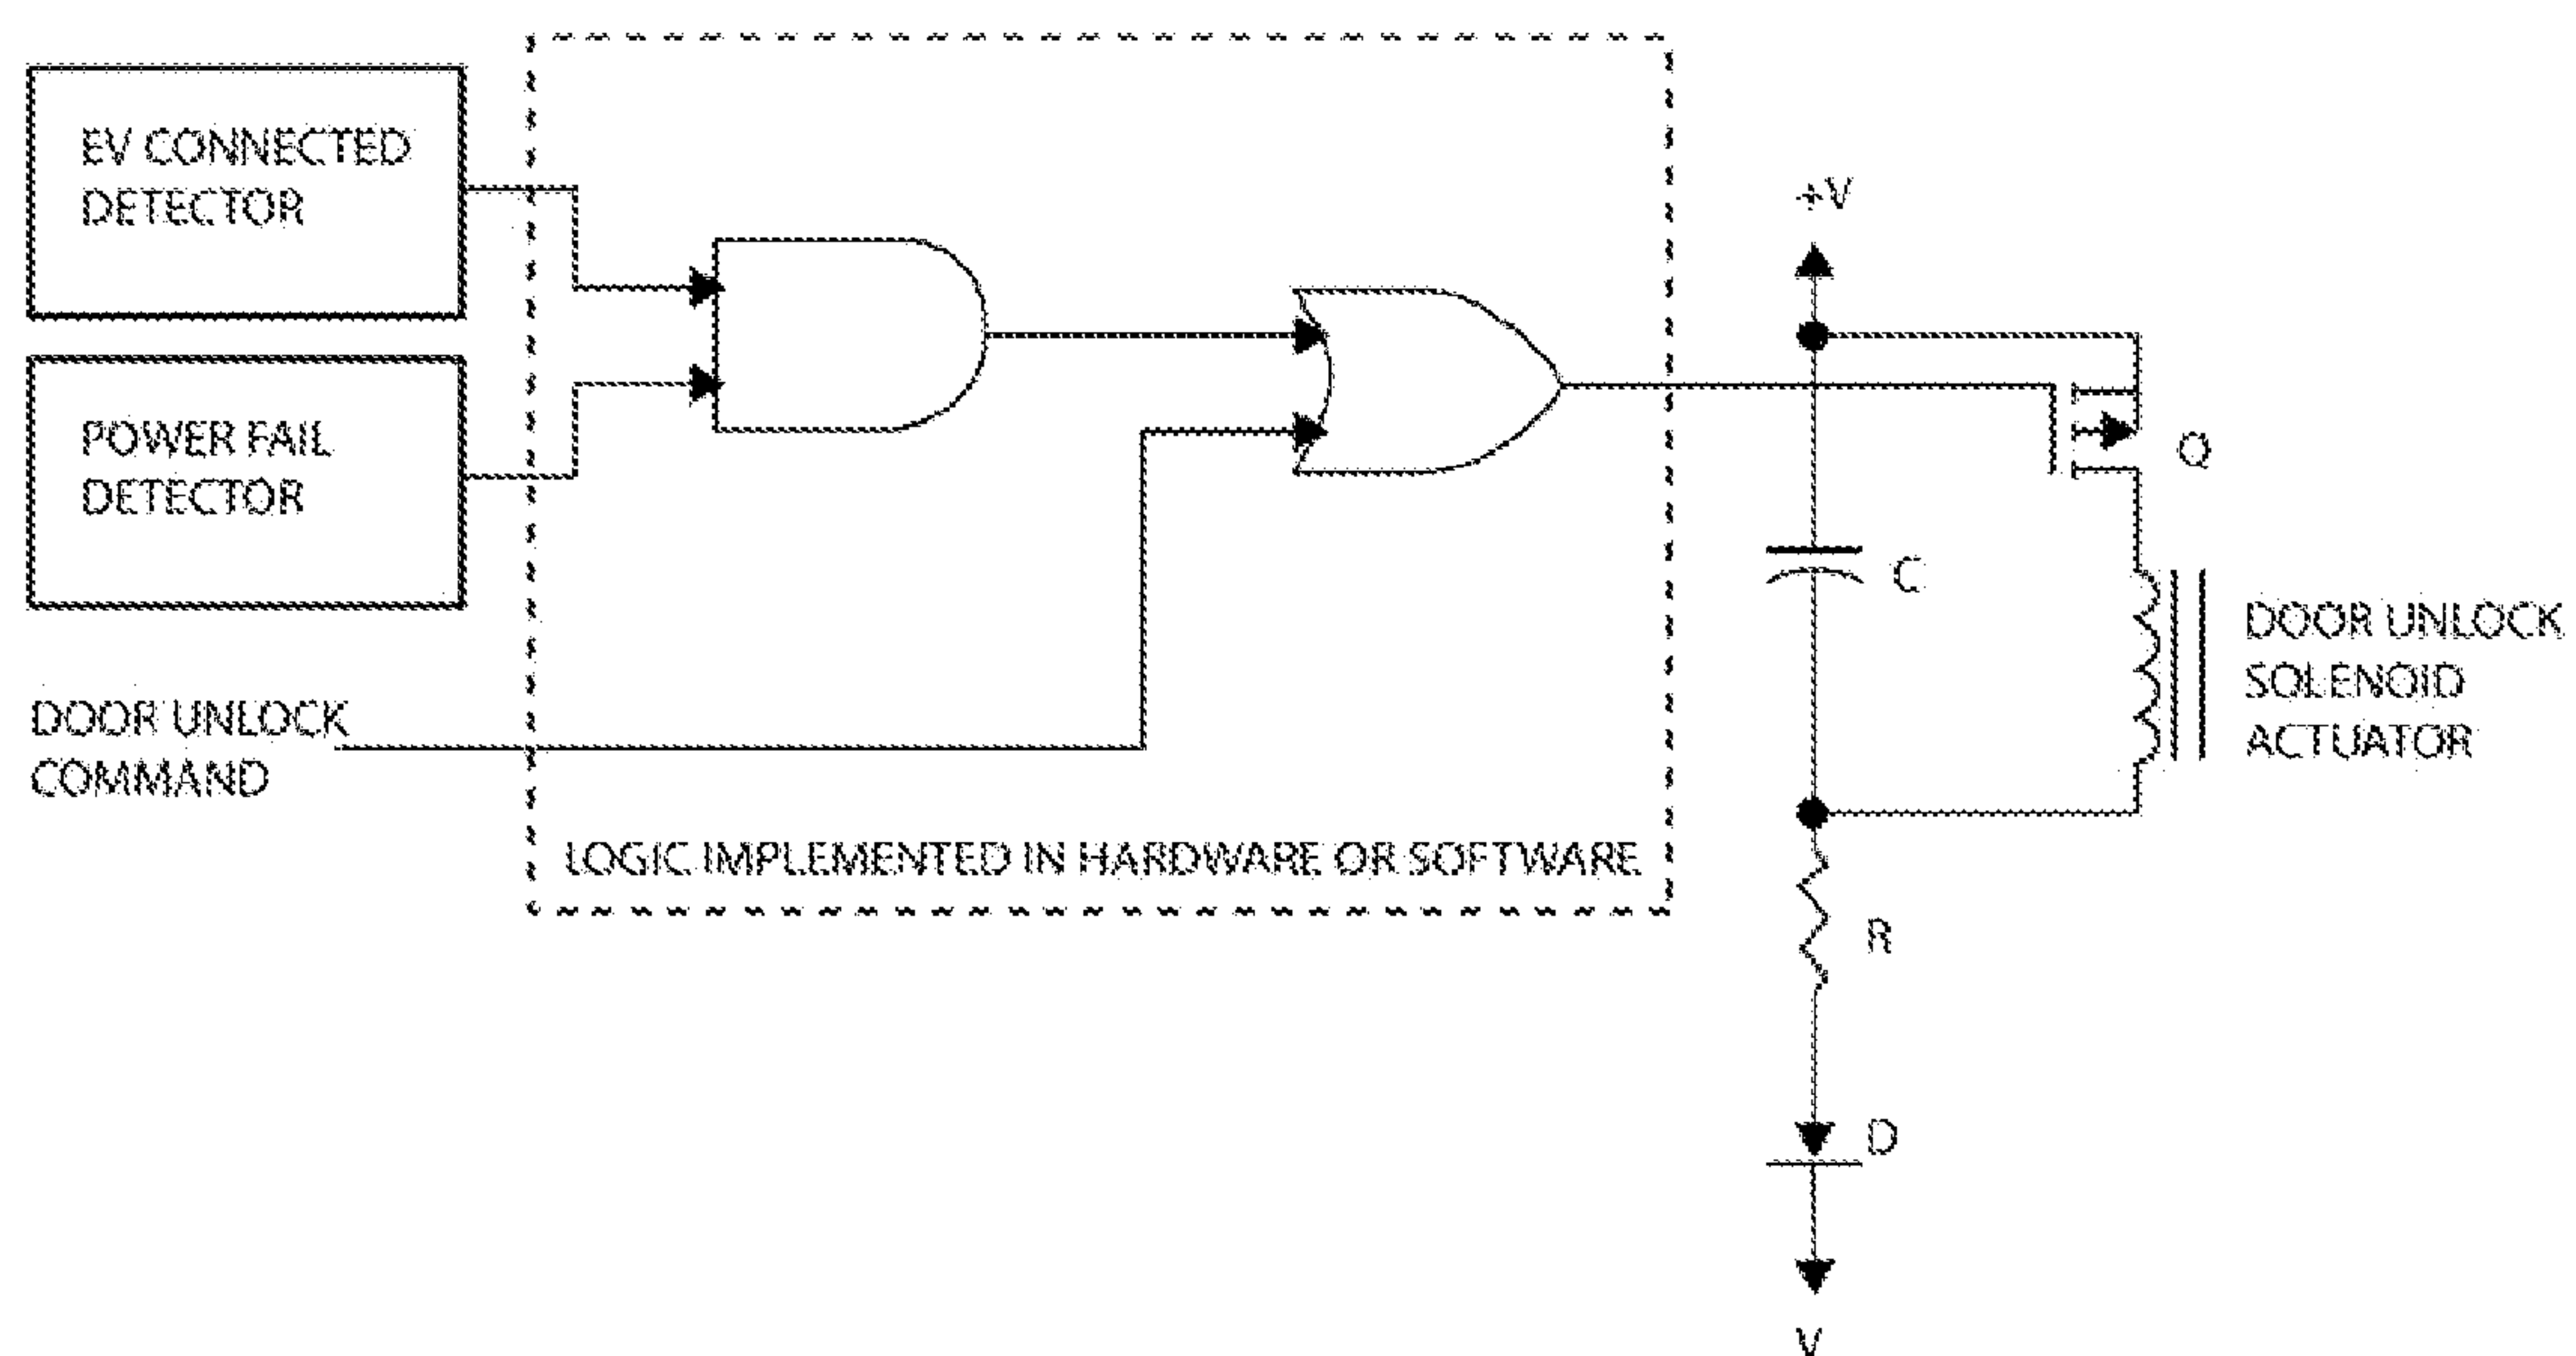 EV CONNECTED
DETECTOR
POWER FAIL
DETECTOR
DOOR UNLOCK
COMMAND
LOGIC IMPLEMENTED IN HARDWARE OR SOFTWARE
+V
Q
C
DOOR UNLOCK
SOLENOID
ACTUATOR
R
D
V